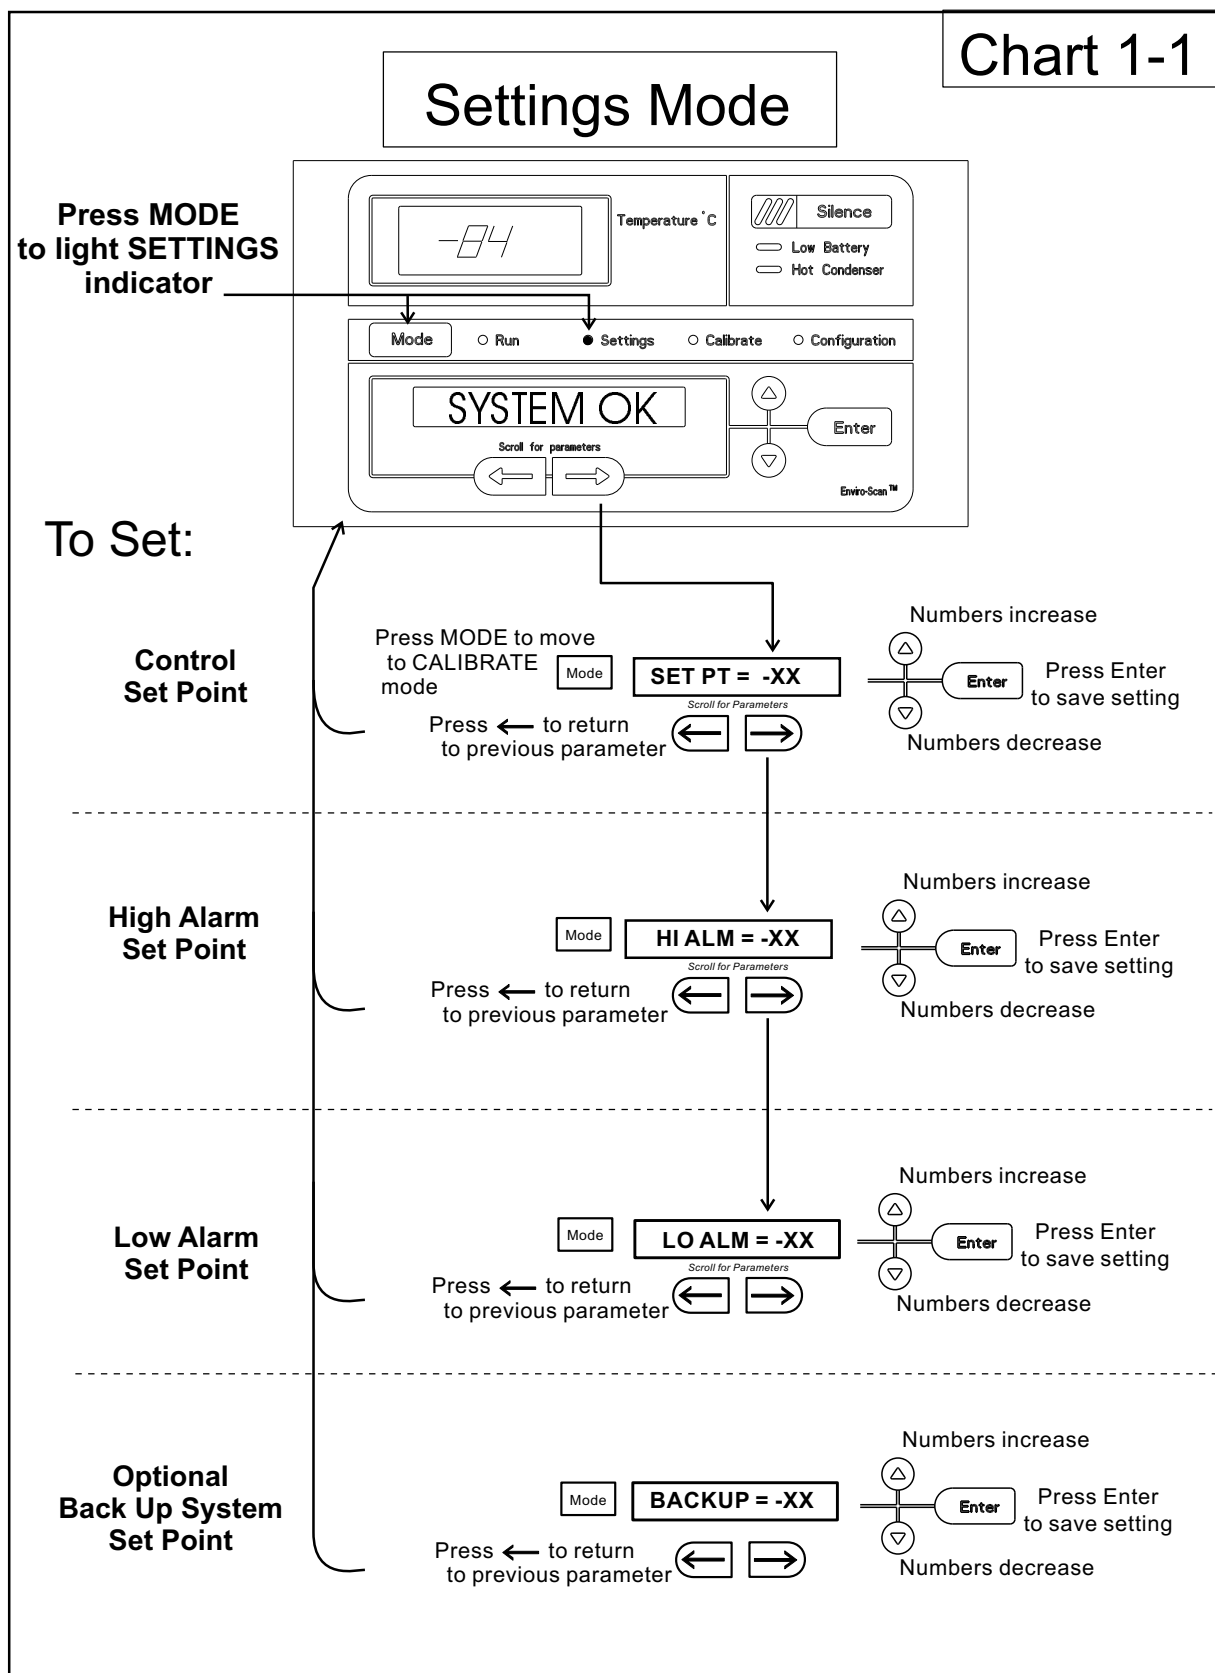 Chart 1-1
Settings Mode
Press MODE
to light SETTINGS
indicator
-84
Temperature °C
Silence
Low Battery
Hot Condenser
Mode
Run
Settings
Calibrate
Configuration
SYSTEM OK
Scroll for parameters
Enter
Enviro-Scan TM
To Set:
Control
Set Point
Press MODE to move
to CALIBRATE
mode
Mode
SET PT = -XX
Scroll for Parameters
Press ← to return
to previous parameter
Numbers increase
Enter
Press Enter
to save setting
Numbers decrease
High Alarm
Set Point
Mode
HI ALM = -XX
Scroll for Parameters
Press ← to return
to previous parameter
Numbers increase
Enter
Press Enter
to save setting
Numbers decrease
Low Alarm
Set Point
Mode
LO ALM = -XX
Scroll for Parameters
Press ← to return
to previous parameter
Numbers increase
Enter
Press Enter
to save setting
Numbers decrease
Optional
Back Up System
Set Point
Mode
BACKUP = -XX
Press ← to return
to previous parameter
Numbers increase
Enter
Press Enter
to save setting
Numbers decrease